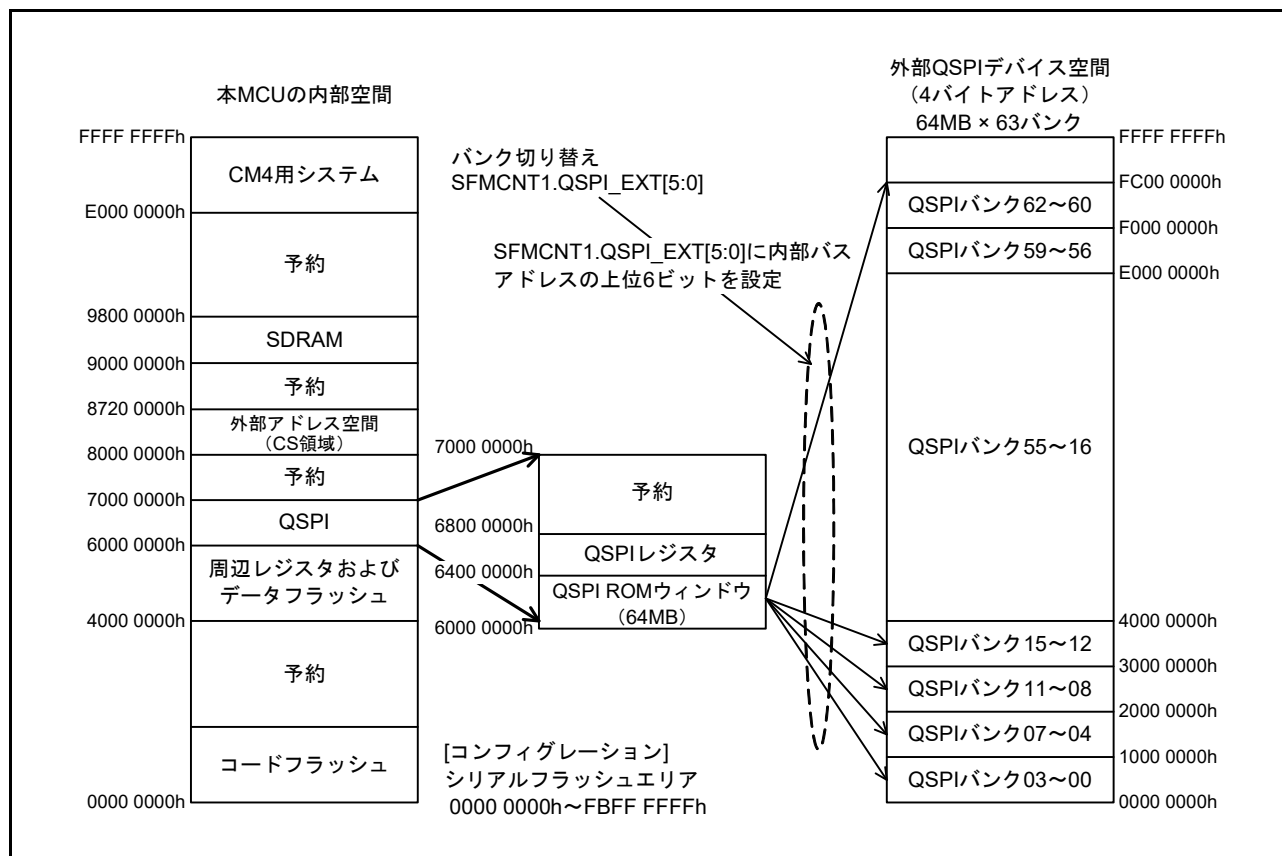 本MCUの内部空間
FFFF FFFFh
CM4用システム
E000 0000h
予約
9800 0000h
SDRAM
9000 0000h
予約
8720 0000h
外部アドレス空間
（CS領域）
8000 0000h
予約
7000 0000h
QSPI
6000 0000h
周辺レジスタおよび
データフラッシュ
4000 0000h
予約
コードフラッシュ
0000 0000h
バンク切り替え
SFMCNT1.QSPI_EXT[5:0]
SFMCNT1.QSPI_EXT[5:0]に内部バス
アドレスの上位6ビットを設定
7000 0000h
予約
6800 0000h
QSPIレジスタ
6400 0000h
QSPI ROMウィンドウ
（64MB）
6000 0000h
[コンフィグレーション]
シリアルフラッシュエリア
0000 0000h～FBFF FFFFh
外部QSPIデバイス空間
（4バイトアドレス）
64MB × 63バンク
FFFF FFFFh
FC00 0000h
QSPIバンク62～60
F000 0000h
QSPIバンク59～56
E000 0000h
QSPIバンク55～16
4000 0000h
QSPIバンク15～12
3000 0000h
QSPIバンク11～08
2000 0000h
QSPIバンク07～04
1000 0000h
QSPIバンク03～00
0000 0000h